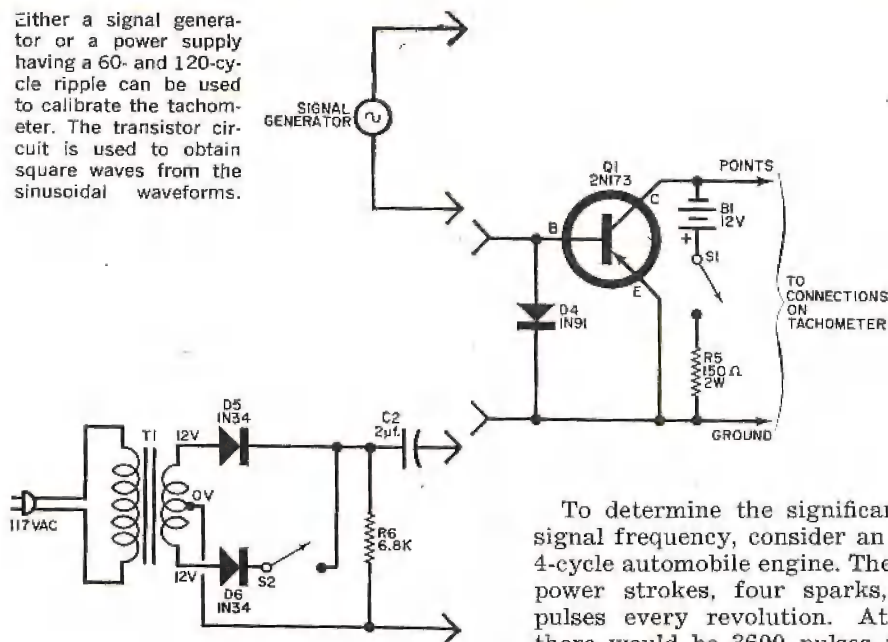 Either a signal genera-
tor or a power supply
having a 60- and 120-cy-
cle ripple can be used
to calibrate the tachom-
eter. The transistor cir-
cuit is used to obtain
square waves from the
sinusoidal waveforms.
SIGNAL
GENERATOR
Q1
2N173
B
C
E
POINTS
B1
12V
+
S1
D4
1N91
R5
150Ω
2W
TO
CONNECTIONS
ON
TACHOMETER
GROUND
117VAC
T1
12V
0V
12V
D5
1N34
D6
1N34
S2
C2
2µf.
R6
6.8K
To determine the significan
signal frequency, consider an
4-cycle automobile engine. The
power strokes, four sparks,
pulses every revolution. At
there would be 3600 pulses